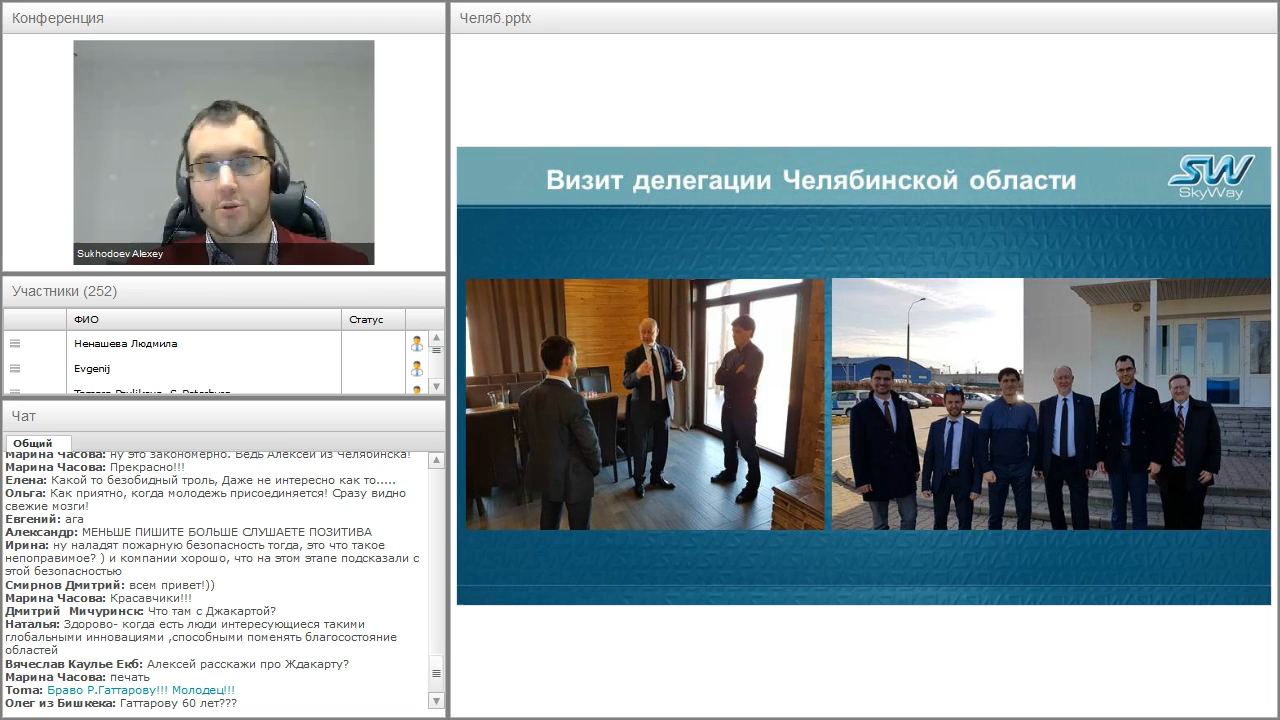 Конференция
Sukhodoev Alexey
Участники (252)
ФИО
Статус
Ненашева Людмила
Evgenij
Чат
Общий
Марина Часова: ну это закономерно. Ведь Алексей из Челябинска!
Марина Часова: Прекрасно!!!
Елена: Какой то безобидный троль, Даже не интересно как то.....
Ольга: Как приятно, когда молодежь присоединяется! Сразу видно
свежие мозги!
Евгений: ага
Александр: МЕНЬШЕ ПИШИТЕ БОЛЬШЕ СЛУШАЕТЕ ПОЗИТИВА
Ирина: ну наладят пожарную безопасность тогда, это что такое
непоправимое? ) и компании хорошо, что на этом этапе подсказали с
этой безопасностью
Смирнов Дмитрий: всем привет!))
Марина Часова: Красавчики!!!
Дмитрий Мичуринск: Что там с Джакартой?
Наталья: Здорово- когда есть люди интересующиеся такими
глобальными инновациями ,способными поменять благосостояние
областей
Вячеслав Каулье Екб: Алексей расскажи про Ждакарту?
Марина Часова: печать
Toma: Браво Р.Гаттарову!!! Молодец!!!
Олег из Бишкека: Гаттарову 60 лет???
Челяб.pptx
Визит делегации Челябинской области
SW
SkyWay